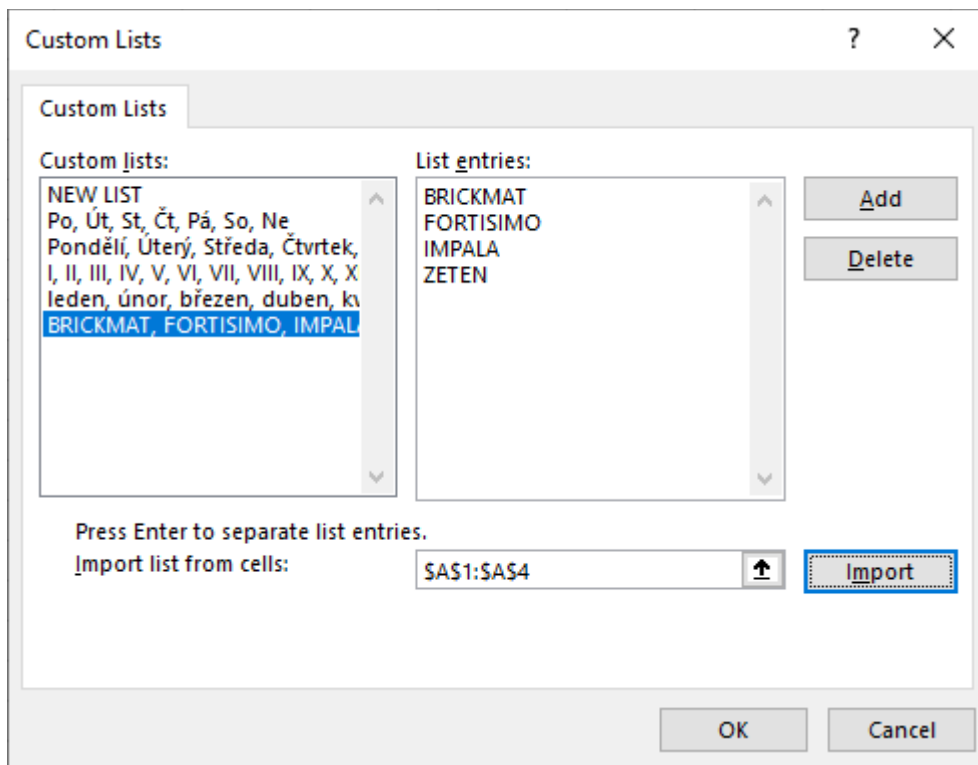 Custom Lists
?
Custom Lists
Custom lists:
NEW LIST
Po, Út, St, Čt, Pá, So, Ne
Pondělí, Úterý, Středa, Čtvrtek,
I, II, III, IV, V, VI, VII, VIII, IX, X, X
leden, únor, březen, duben, kv
BRICKMAT, FORTISIMO, IMPALA
List entries:
BRICKMAT
FORTISIMO
IMPALA
ZETEN
Add
Delete
Press Enter to separate list entries.
Import list from cells:
$A$1:$A$4
Import
OK
Cancel